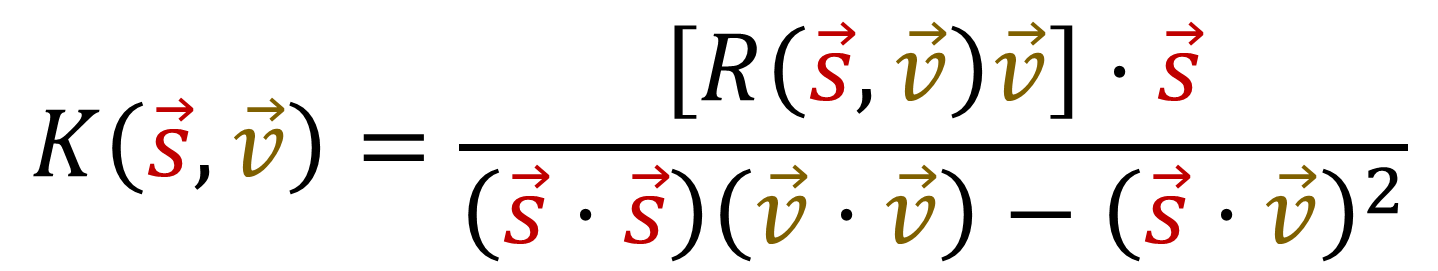 K(s⃗, v⃗) = [R(s⃗, v⃗)v⃗] · s⃗ / (s⃗ · s⃗)(v⃗ · v⃗) − (s⃗ · v⃗)²